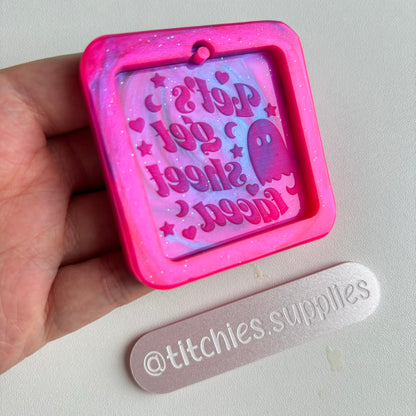 Let's
get
sheet
faced
@titchies.supplies